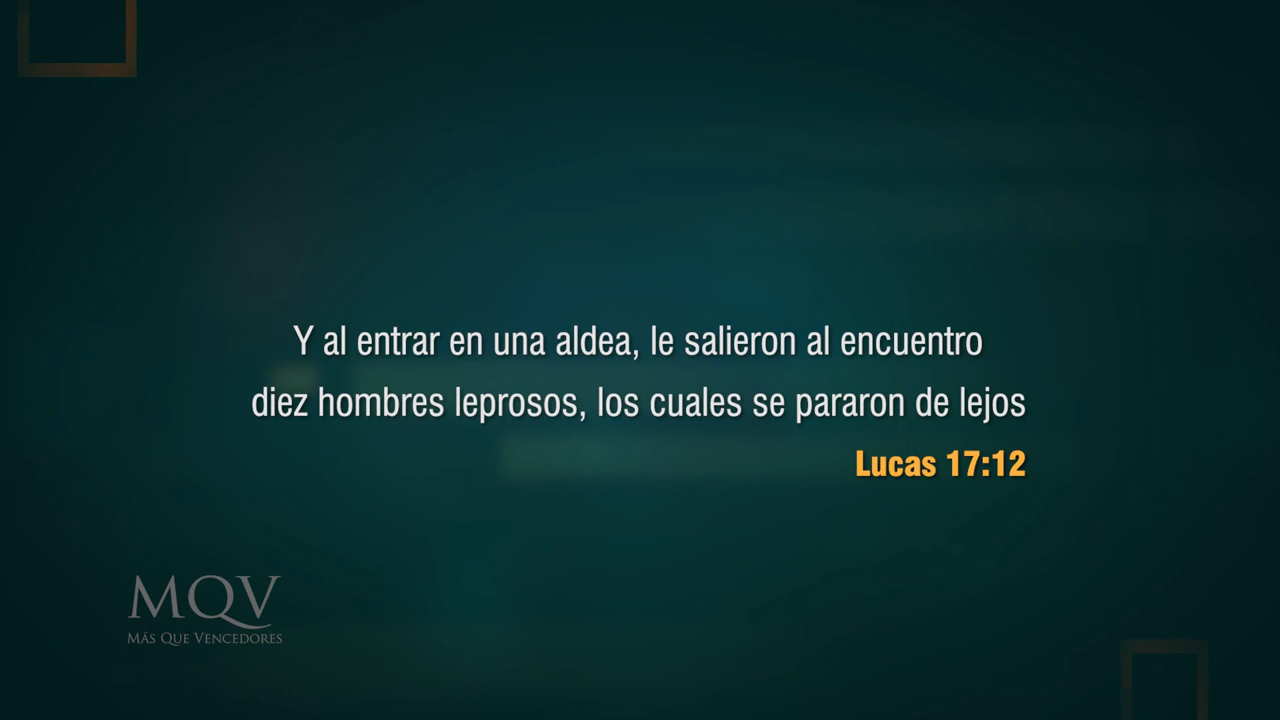 Y al entrar en una aldea, le salieron al encuentro
diez hombres leprosos, los cuales se pararon de lejos
Lucas 17:12
MQV
MÁS QUE VENCEDORES